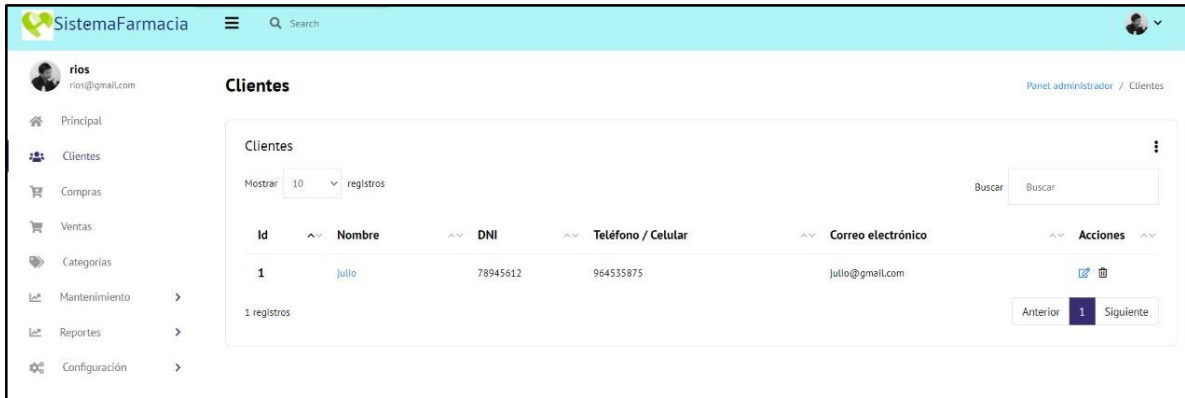 SistemaFarmacia Search
rios
rios@gmail.com
Clientes Panel administrador / Clientes
Principal
Clientes
Compras
Ventas
Categorías
Mantenimiento
Reportes
Configuración
Clientes
Mostrar 10 registros Buscar Buscar
Id Nombre DNI Teléfono / Celular Correo electrónico Acciones
1 julio 78945612 964535875 julio@gmail.com
1 registros Anterior 1 Siguiente